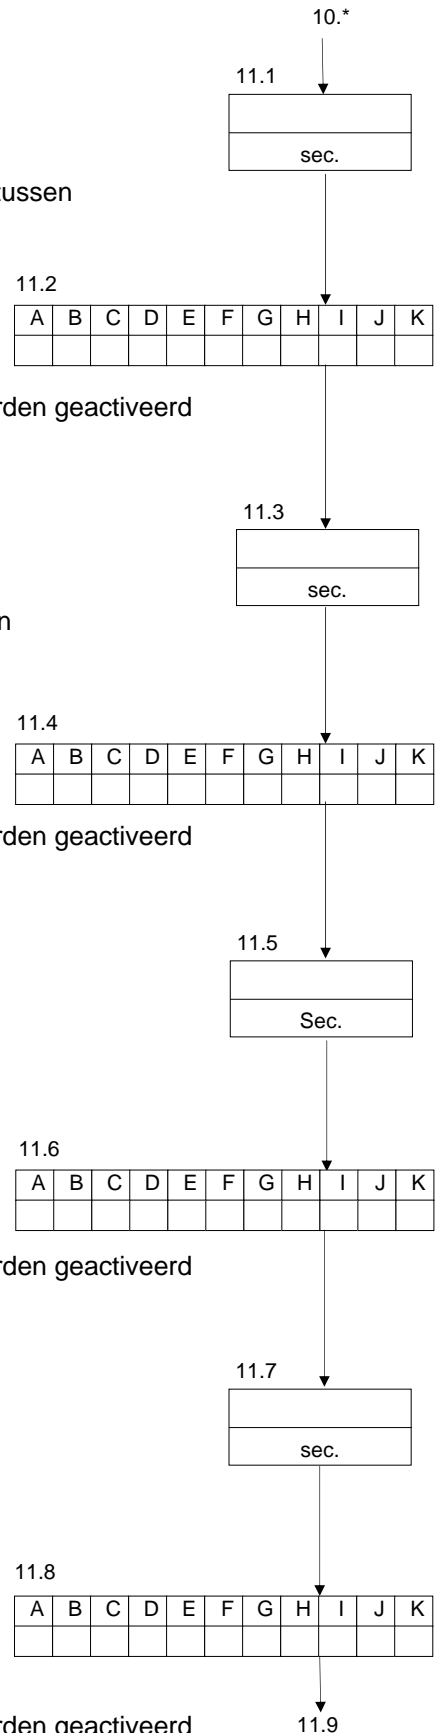 10.*
11.1
sec.
tussen
11.2
A B C D E F G H I J K
rden geactiveerd
11.3
sec.
n
11.4
A B C D E F G H I J K
rden geactiveerd
11.5
Sec.
11.6
A B C D E F G H I J K
rden geactiveerd
11.7
sec.
11.8
A B C D E F G H I J K
rden geactiveerd
11.9